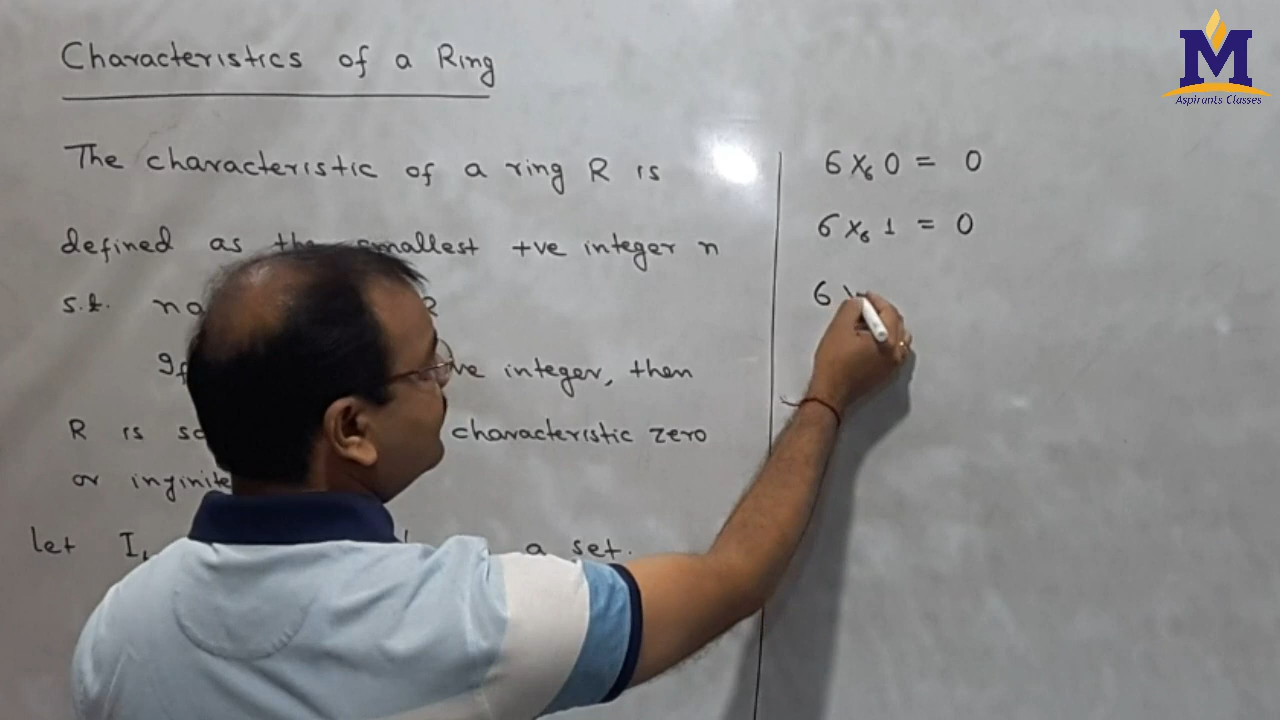 Characteristics of a Ring
The characteristic of a ring R is
defined as the smallest +ve integer n
s.t. na R
If ve integer, then
R is characteristic zero
or infinite
let I a set.
6 ×₆ 0 = 0
6 ×₆ 1 = 0
6
M
Aspirants Classes